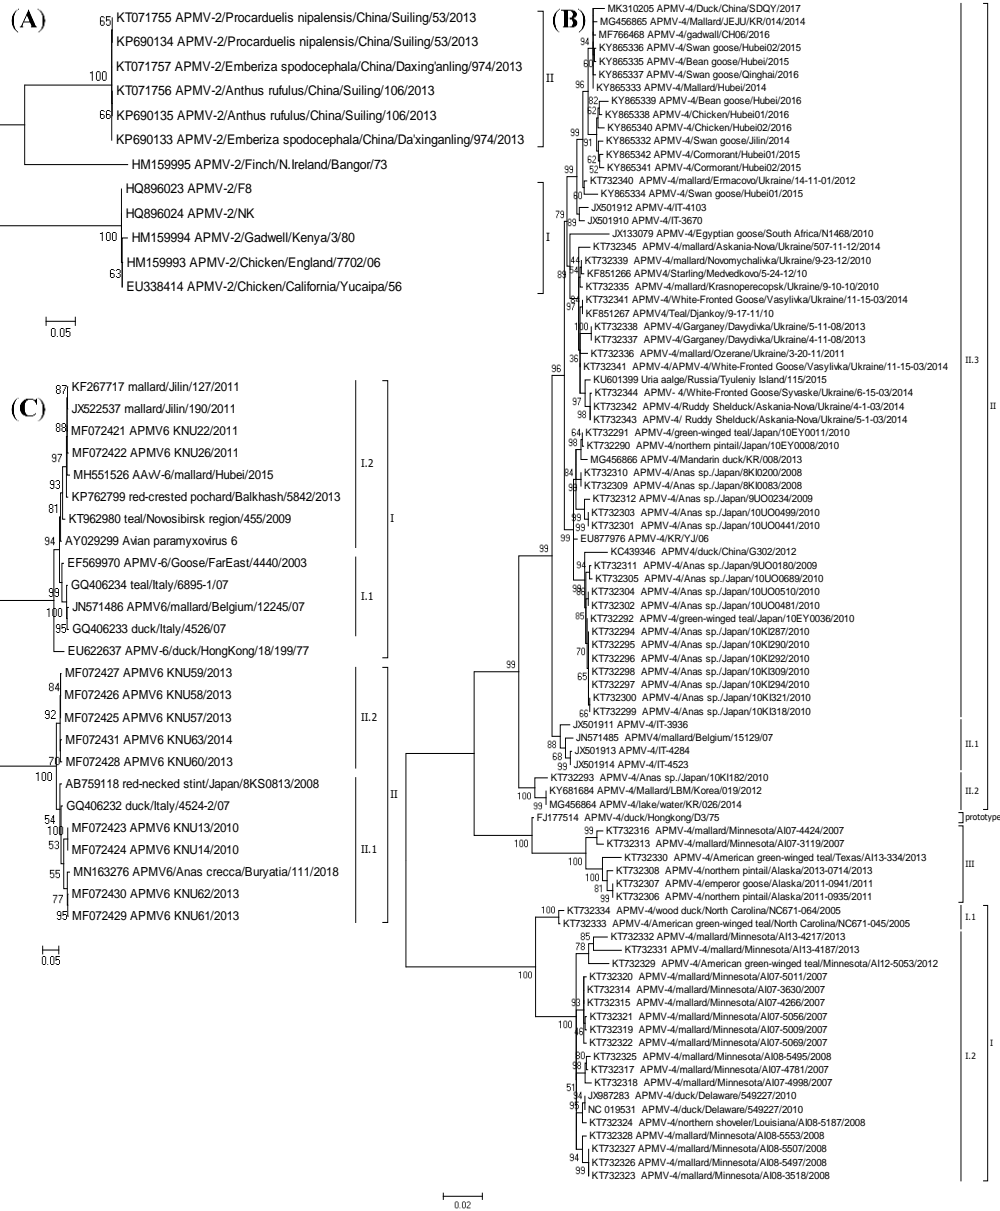 (A)
65
KT071755 APMV-2/Procarduelis nipalensis/China/Suiling/53/2013
KP690134 APMV-2/Procarduelis nipalensis/China/Suiling/53/2013
KT071757 APMV-2/Emberiza spodocephala/China/Daxing'anling/974/2013
100
KT071756 APMV-2/Anthus rufulus/China/Suiling/106/2013
66
KP690135 APMV-2/Anthus rufulus/China/Suiling/106/2013
KP690133 APMV-2/Emberiza spodocephala/China/Da'xinganling/974/2013
II
HM159995 APMV-2/Finch/N.Ireland/Bangor/73
HQ896023 APMV-2/F8
HQ896024 APMV-2/NK
100
HM159994 APMV-2/Gadwell/Kenya/3/80
HM159993 APMV-2/Chicken/England/7702/06
63
EU338414 APMV-2/Chicken/California/Yucaipa/56
I
0.05
(C)
87
KF267717 mallard/Jilin/127/2011
JX522537 mallard/Jilin/190/2011
88
MF072421 APMV6 KNU22/2011
MF072422 APMV6 KNU26/2011
97
MH551526 AAvV-6/mallard/Hubei/2015
93
KP762799 red-crested pochard/Balkhash/5842/2013
81
KT962980 teal/Novosibirsk region/455/2009
94
AY029299 Avian paramyxovirus 6
I.2
EF569970 APMV-6/Goose/FarEast/4440/2003
GQ406234 teal/Italy/6895-1/07
99
JN571486 APMV6/mallard/Belgium/12245/07
100
GQ406233 duck/Italy/4526/07
95
I.1
EU622637 APMV-6/duck/HongKong/18/199/77
I
MF072427 APMV6 KNU59/2013
84
MF072426 APMV6 KNU58/2013
92
MF072425 APMV6 KNU57/2013
MF072431 APMV6 KNU63/2014
70
MF072428 APMV6 KNU60/2013
100
II.2
AB759118 red-necked stint/Japan/8KS0813/2008
GQ406232 duck/Italy/4524-2/07
54
MF072423 APMV6 KNU13/2010
100
MF072424 APMV6 KNU14/2010
53
MN163276 APMV6/Anas crecca/Buryatia/111/2018
55
MF072430 APMV6 KNU62/2013
77
MF072429 APMV6 KNU61/2013
95
II.1
II
0.05
(B)
MK310205 APMV-4/Duck/China/SDQY/2017
MG456865 APMV-4/Mallard/JEJU/KR/014/2014
MF766468 APMV-4/gadwall/CH06/2016
94
KY865336 APMV-4/Swan goose/Hubei02/2015
KY865335 APMV-4/Bean goose/Hubei/2015
KY865337 APMV-4/Swan goose/Qinghai/2016
96
KY865333 APMV-4/Mallard/Hubei/2014
82
KY865339 APMV-4/Bean goose/Hubei/2016
KY865338 APMV-4/Chicken/Hubei01/2016
99
KY865340 APMV-4/Chicken/Hubei02/2016
91
KY865332 APMV-4/Swan goose/Jilin/2014
KY865342 APMV-4/Cormorant/Hubei01/2015
62
KY865341 APMV-4/Cormorant/Hubei02/2015
52
99
KT732340 APMV-4/mallard/Ermacovo/Ukraine/14-11-01/2012
KY865334 APMV-4/Swan goose/Hubei01/2015
JX501912 APMV-4/IT-4103
79
JX501910 APMV-4/IT-3670
JX133079 APMV-4/Egyptian goose/South Africa/N1468/2010
KT732345 APMV-4/mallard/Askania-Nova/Ukraine/507-11-12/2014
KT732339 APMV-4/mallard/Novomychalivka/Ukraine/9-23-12/2010
89
KF851266 APMV4/Starling/Medvedkovo/5-24-12/10
KT732335 APMV-4/mallard/Krasnoperecopsk/Ukraine/9-10-10/2010
KT732341 APMV-4/White-Fronted Goose/Vasylivka/Ukraine/11-15-03/2014
97
KF851267 APMV4/Teal/Djankoy/9-17-11/10
100
KT732338 APMV-4/Garganey/Davydivka/Ukraine/5-11-08/2013
KT732337 APMV-4/Garganey/Davydivka/Ukraine/4-11-08/2013
KT732336 APMV-4/mallard/Ozerane/Ukraine/3-20-11/2011
36
KT732341 APMV-4/APMV-4/White-Fronted Goose/Vasylivka/Ukraine/11-15-03/2014
96
KU601399 Uria aalge/Russia/Tyuleniy Island/115/2015
KT732344 APMV- 4/White-Fronted Goose/Syvaske/Ukraine/6-15-03/2014
97
KT732342 APMV-4/Ruddy Shelduck/Askania-Nova/Ukraine/4-1-03/2014
98
KT732343 APMV-4/ Ruddy Shelduck/Askania-Nova/Ukraine/5-1-03/2014
64
KT732291 APMV-4/green-winged teal/Japan/10EY0011/2010
98
KT732290 APMV-4/northern pintail/Japan/10EY0008/2010
MG456866 APMV-4/Mandarin duck/KR/008/2013
84
KT732310 APMV-4/Anas sp./Japan/8KI0200/2008
KT732309 APMV-4/Anas sp./Japan/8KI0083/2008
KT732312 APMV-4/Anas sp./Japan/9UO0234/2009
KT732303 APMV-4/Anas sp./Japan/10UO0499/2010
99
KT732301 APMV-4/Anas sp./Japan/10UO0441/2010
99
EU877976 APMV-4/KR/YJ/06
99
KC439346 APMV4/duck/China/G302/2012
94
KT732311 APMV-4/Anas sp./Japan/9UO0180/2009
KT732305 APMV-4/Anas sp./Japan/10UO0689/2010
KT732304 APMV-4/Anas sp./Japan/10UO0510/2010
KT732302 APMV-4/Anas sp./Japan/10UO0481/2010
85
KT732292 APMV-4/green-winged teal/Japan/10EY0036/2010
KT732294 APMV-4/Anas sp./Japan/10KI287/2010
KT732295 APMV-4/Anas sp./Japan/10KI290/2010
70
KT732296 APMV-4/Anas sp./Japan/10KI292/2010
KT732298 APMV-4/Anas sp./Japan/10KI309/2010
65
KT732297 APMV-4/Anas sp./Japan/10KI294/2010
KT732300 APMV-4/Anas sp./Japan/10KI321/2010
KT732299 APMV-4/Anas sp./Japan/10KI318/2010
66
II.3
99
JX501911 APMV-4/IT-3936
JN571485 APMV4/mallard/Belgium/15129/07
88
JX501913 APMV-4/IT-4284
68
JX501914 APMV-4/IT-4523
99
II.1
99
KT732293 APMV-4/Anas sp./Japan/10KI182/2010
KY681684 APMV-4/Mallard/LBM/Korea/019/2012
100
MG456864 APMV-4/lake/water/KR/026/2014
99
II.2
II
FJ177514 APMV-4/duck/Hongkong/D3/75
prototype
KT732316 APMV-4/mallard/Minnesota/AI07-4424/2007
99
KT732313 APMV-4/mallard/Minnesota/AI07-3119/2007
100
KT732330 APMV-4/American green-winged teal/Texas/AI13-334/2013
KT732308 APMV-4/northern pintail/Alaska/2013-0714/2013
100
KT732307 APMV-4/emperor goose/Alaska/2011-0941/2011
81
KT732306 APMV-4/northern pintail/Alaska/2011-0935/2011
99
III
100
KT732334 APMV-4/wood duck/North Carolina/NC671-064/2005
KT732333 APMV-4/American green-winged teal/North Carolina/NC671-045/2005
I.1
100
85
KT732332 APMV-4/mallard/Minnesota/AI13-4217/2013
78
KT732331 APMV-4/mallard/Minnesota/AI13-4187/2013
KT732329 APMV-4/American green-winged teal/Minnesota/AI12-5053/2012
KT732320 APMV-4/mallard/Minnesota/AI07-5011/2007
KT732314 APMV-4/mallard/Minnesota/AI07-3630/2007
93
KT732315 APMV-4/mallard/Minnesota/AI07-4266/2007
KT732321 APMV-4/mallard/Minnesota/AI07-5056/2007
100
KT732319 APMV-4/mallard/Minnesota/AI07-5009/2007
46
KT732322 APMV-4/mallard/Minnesota/AI07-5069/2007
KT732325 APMV-4/mallard/Minnesota/AI08-5495/2008
KT732317 APMV-4/mallard/Minnesota/AI07-4781/2007
KT732318 APMV-4/mallard/Minnesota/AI07-4998/2007
51
JX987283 APMV-4/duck/Delaware/549227/2010
NC 019531 APMV-4/duck/Delaware/549227/2010
KT732324 APMV-4/northern shoveler/Louisiana/AI08-5187/2008
KT732328 APMV-4/mallard/Minnesota/AI08-5553/2008
KT732327 APMV-4/mallard/Minnesota/AI08-5507/2008
94
KT732326 APMV-4/mallard/Minnesota/AI08-5497/2008
99
KT732323 APMV-4/mallard/Minnesota/AI08-3518/2008
I.2
I
0.02